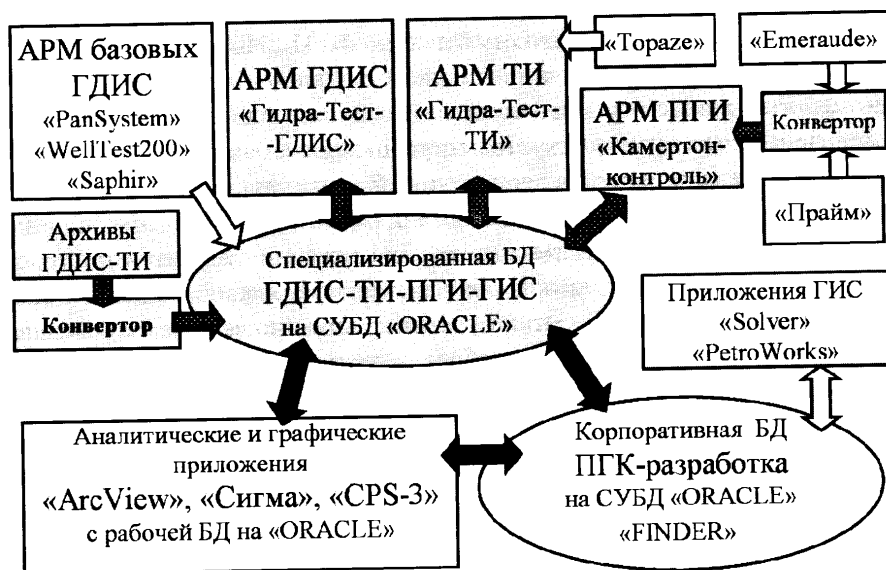 АРМ базовых
ГДИС
«PanSystem»
«WellTest200»
«Saphir»
АРМ ГДИС
«Гидра-Тест-
-ГДИС»
АРМ ТИ
«Гидра-Тест-
ТИ»
«Topaze»
«Emeraude»
АРМ ПГИ
«Камертон-
контроль»
Конвертор
«Прайм»
Архивы
ГДИС-ТИ
Конвертор
Специализированная БД
ГДИС-ТИ-ПГИ-ГИС
на СУБД «ORACLE»
Приложения ГИС
«Solver»
«PetroWorks»
Аналитические и графические
приложения
«ArcView», «Сигма», «CPS-3»
с рабочей БД на «ORACLE»
Корпоративная БД
ПГК-разработка
на СУБД «ORACLE»
«FINDER»